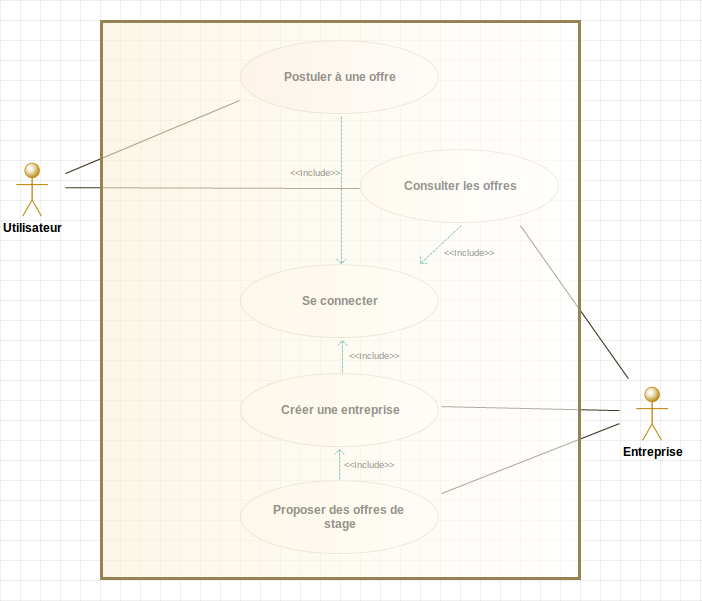 Postuler à une offre
<<Include>>
Consulter les offres
Utilisateur
<<Include>>
Se connecter
<<Include>>
Créer une entreprise
Entreprise
<<Include>>
Proposer des offres de
stage